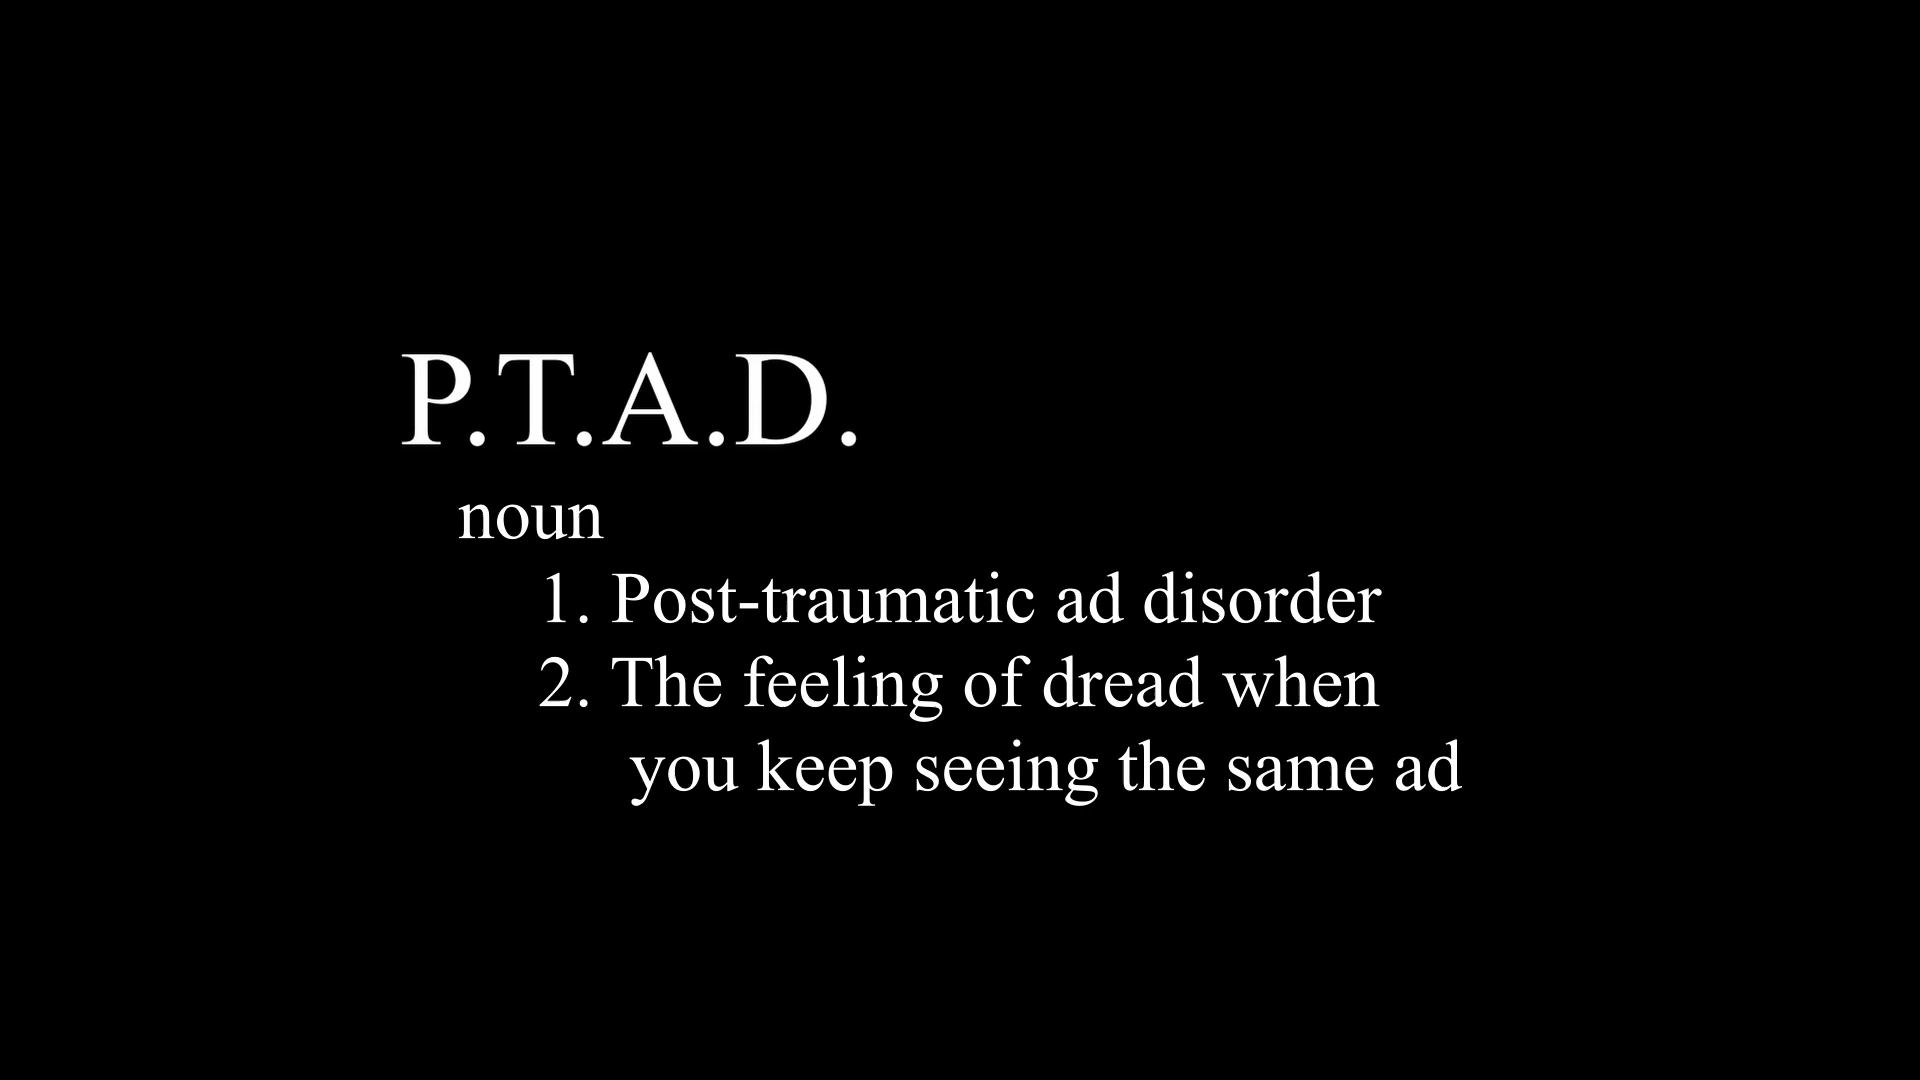 P.T.A.D.
noun
1. Post-traumatic ad disorder
2. The feeling of dread when
you keep seeing the same ad